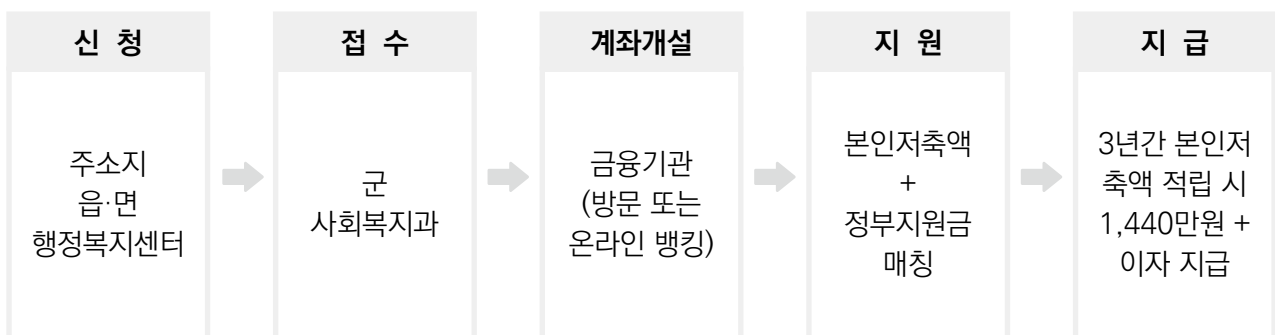 신 청
주소지
읍·면
행정복지센터
접 수
군
사회복지과
계좌개설
금융기관
(방문 또는
온라인 뱅킹)
지 원
본인저축액
+
정부지원금
매칭
지 급
3년간 본인저
축액 적립 시
1,440만원 +
이자 지급